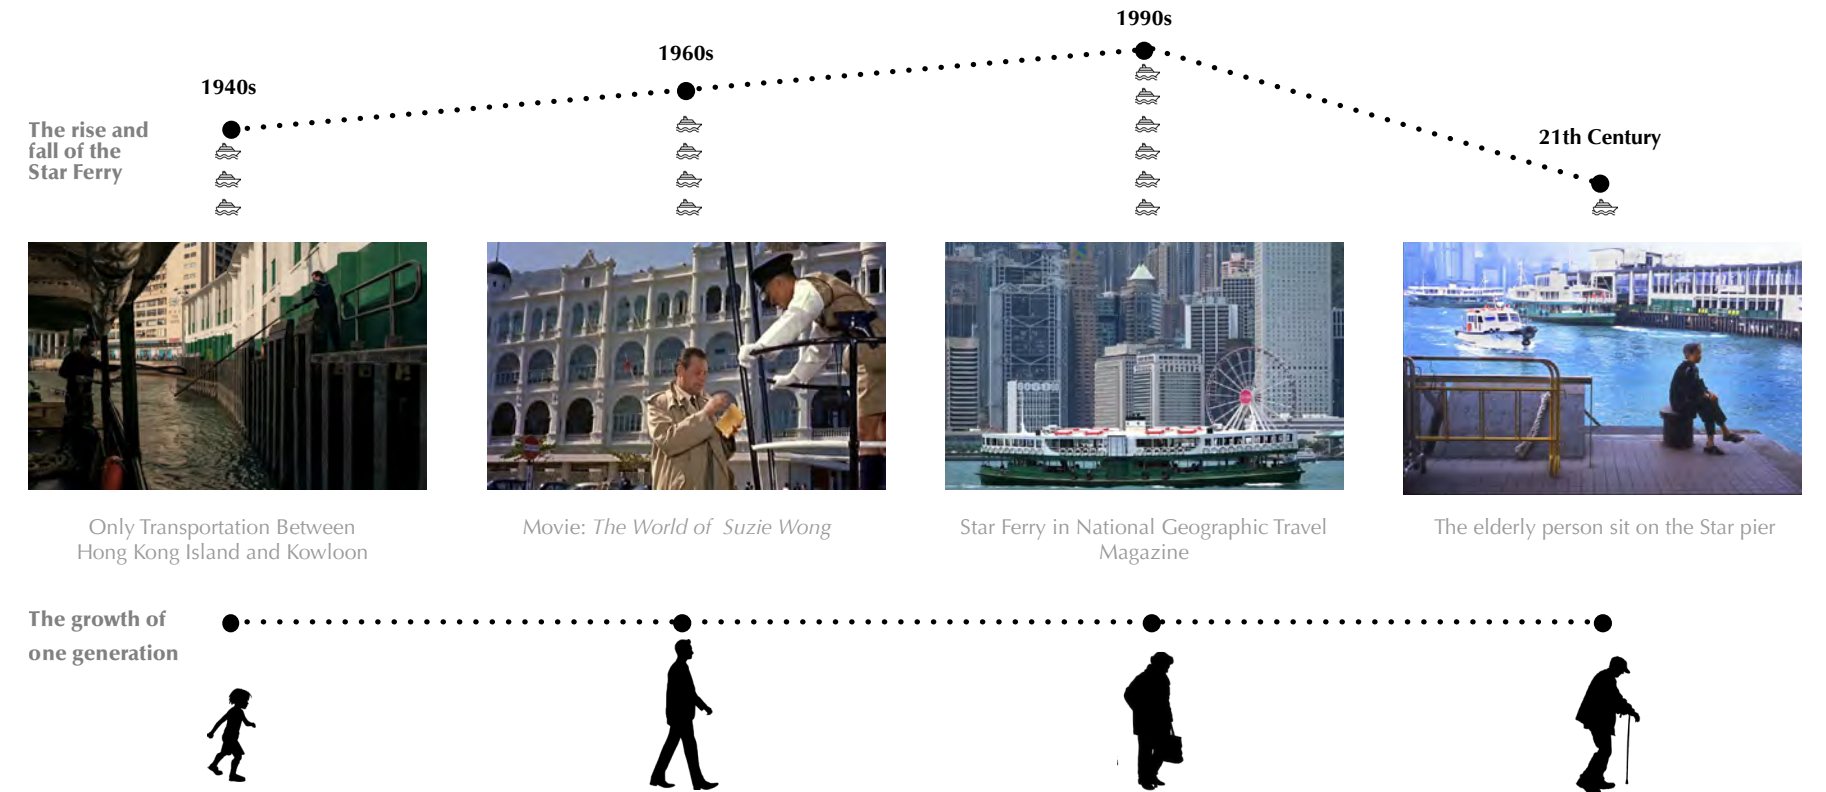 1990s
1960s
1940s
The rise and
fall of the
Star Ferry
21th Century
Only Transportation Between
Hong Kong Island and Kowloon
Movie: The World of Suzie Wong
Star Ferry in National Geographic Travel
Magazine
The elderly person sit on the Star pier
The growth of
one generation